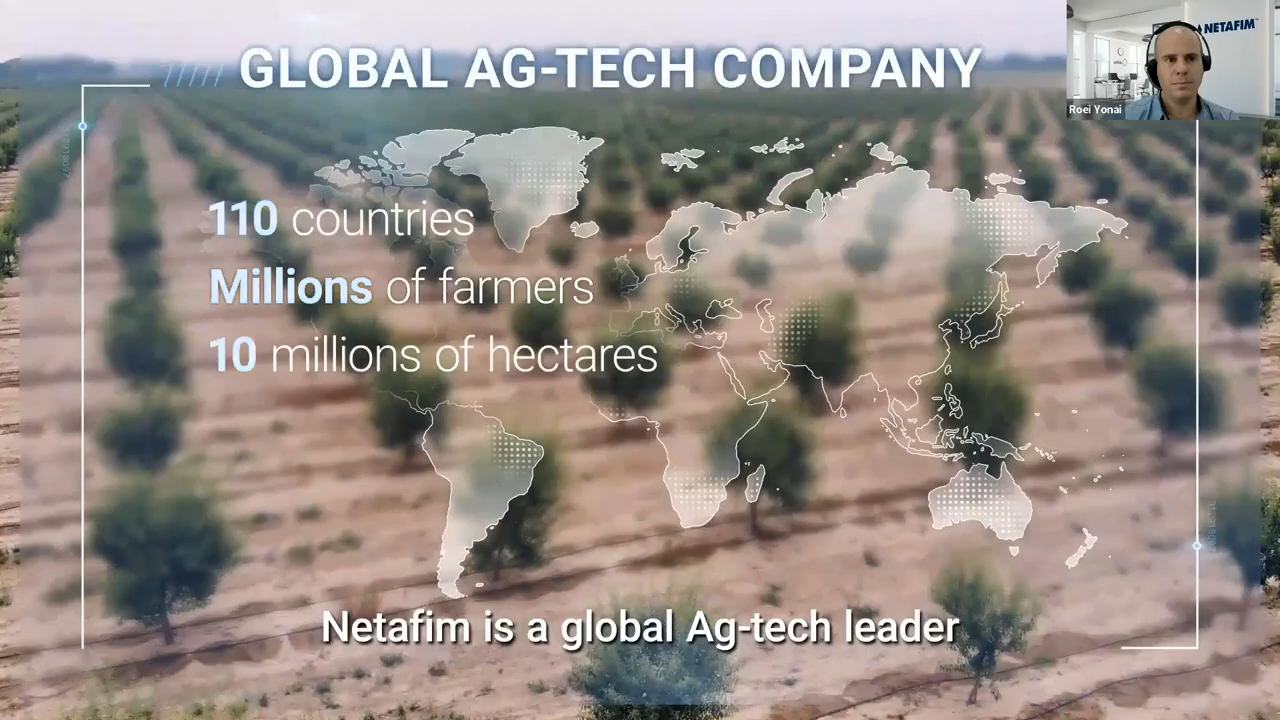 GLOBAL AG-TECH COMPANY
NETAFIM™
Roei Yonai
110 countries
Millions of farmers
10 millions of hectares
Netafim is a global Ag-tech leader